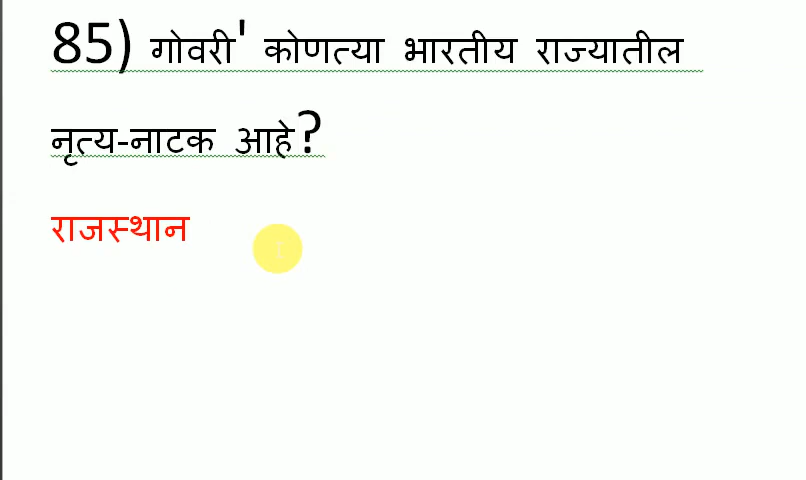 85) गोवरी' कोणत्या भारतीय राज्यातील
नृत्य-नाटक आहे?
राजस्थान